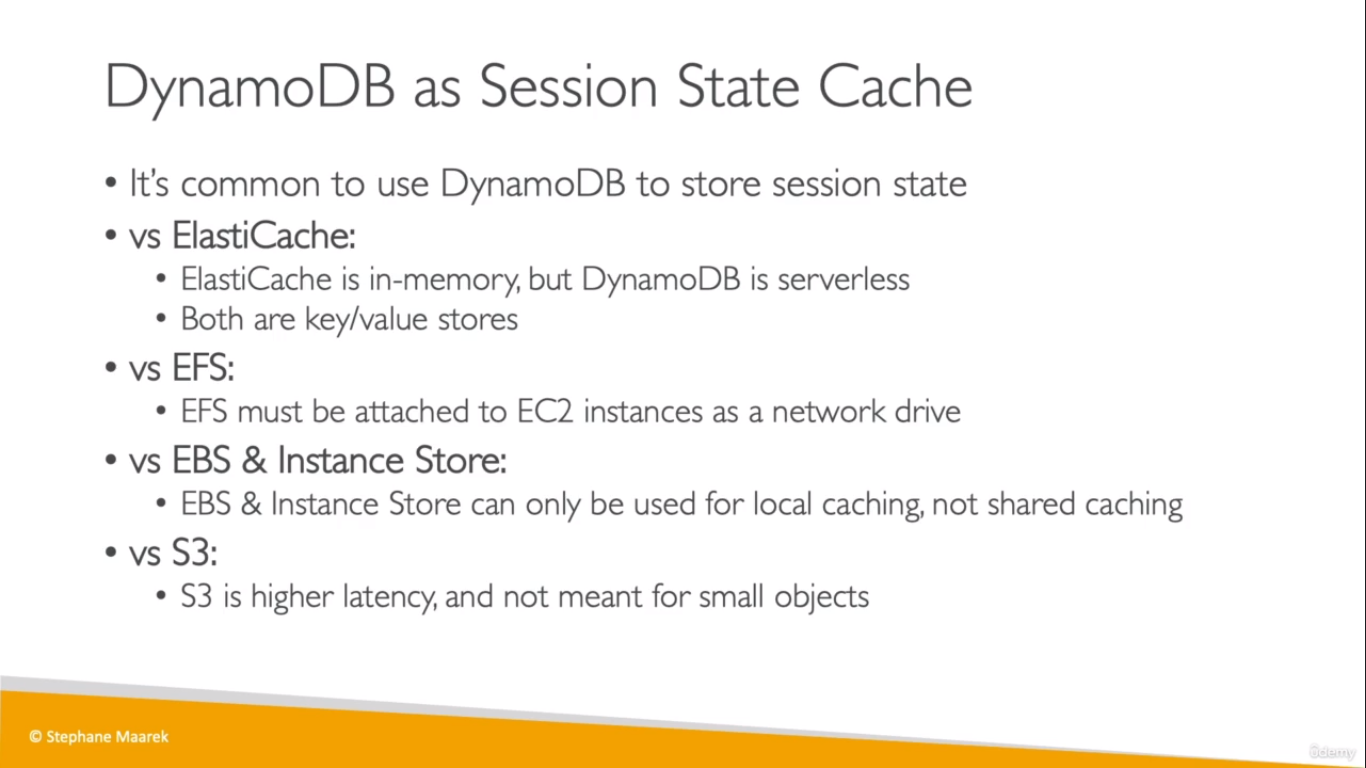 DynamoDB as Session State Cache
• It's common to use DynamoDB to store session state
• vs ElastiCache:
• ElastiCache is in-memory, but DynamoDB is serverless
• Both are key/value stores
• vs EFS:
• EFS must be attached to EC2 instances as a network drive
• vs EBS & Instance Store:
• EBS & Instance Store can only be used for local caching, not shared caching
• vs S3:
• S3 is higher latency, and not meant for small objects
© Stephane Maarek
ûdemy